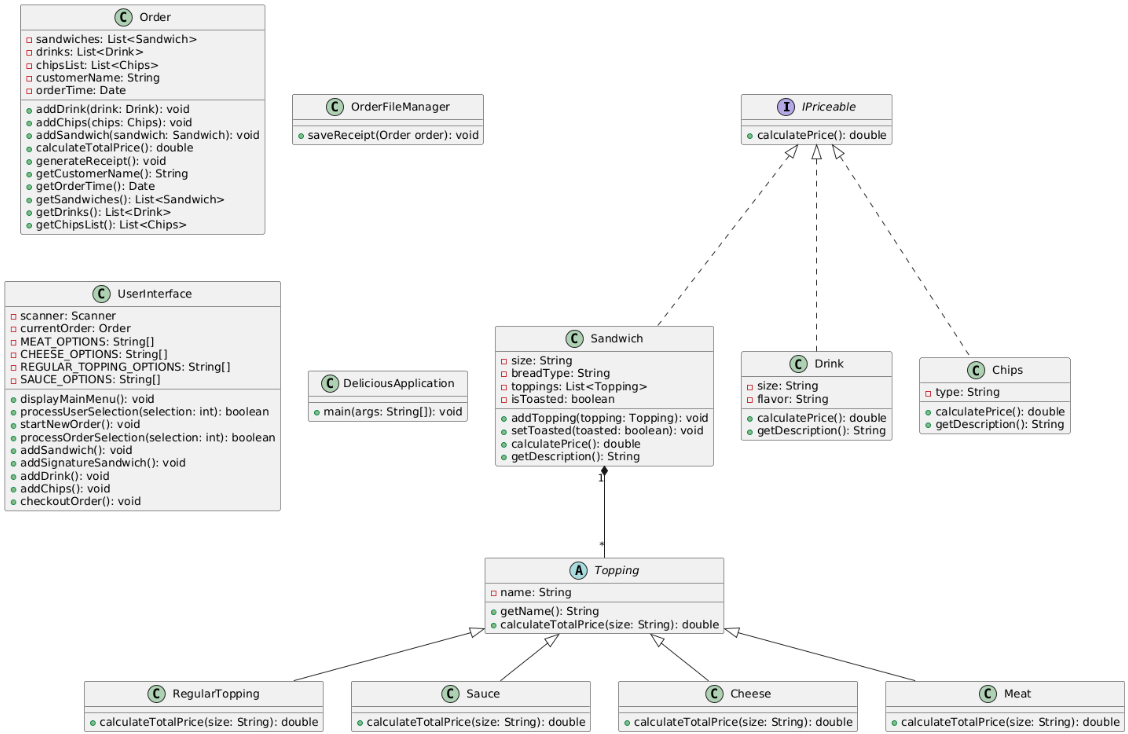 C Order
sandwiches: List<Sandwich>
drinks: List<Drink>
chipsList: List<Chips>
customerName: String
orderTime: Date
addDrink(drink: Drink): void
addChips(chips: Chips): void
addSandwich(sandwich: Sandwich): void
calculateTotalPrice(): double
generateReceipt(): void
getCustomerName(): String
getOrderTime(): Date
getSandwiches(): List<Sandwich>
getDrinks(): List<Drink>
getChipsList(): List<Chips>
C OrderFileManager
saveReceipt(Order order): void
I IPriceable
calculatePrice(): double
C UserInterface
scanner: Scanner
currentOrder: Order
MEAT_OPTIONS: String[]
CHEESE_OPTIONS: String[]
REGULAR_TOPPING_OPTIONS: String[]
SAUCE_OPTIONS: String[]
displayMainMenu(): void
processUserSelection(selection: int): boolean
startNewOrder(): void
processOrderSelection(selection: int): boolean
addSandwich(): void
addSignatureSandwich(): void
addDrink(): void
addChips(): void
checkoutOrder(): void
C DeliciousApplication
main(args: String[]): void
C Sandwich
size: String
breadType: String
toppings: List<Topping>
isToasted: boolean
addTopping(topping: Topping): void
setToasted(toasted: boolean): void
calculatePrice(): double
getDescription(): String
C Drink
size: String
flavor: String
calculatePrice(): double
getDescription(): String
C Chips
type: String
calculatePrice(): double
getDescription(): String
1
*
A Topping
name: String
getName(): String
calculateTotalPrice(size: String): double
C RegularTopping
calculateTotalPrice(size: String): double
C Sauce
calculateTotalPrice(size: String): double
C Cheese
calculateTotalPrice(size: String): double
C Meat
calculateTotalPrice(size: String): double